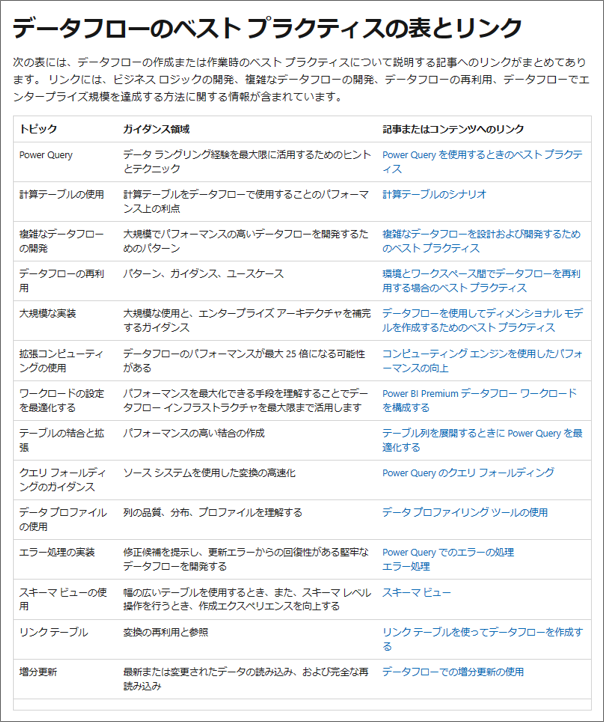 データフローのベスト プラクティスの表とリンク
次の表には、データフローの作成または作業時のベスト プラクティスについて説明する記事へのリンクがまとめてあり
ます。 リンクには、ビジネス ロジックの開発、複雑なデータフローの開発、データフローの再利用、データフローでエ
ンタープライズ規模を達成する方法に関する情報が含まれています。
トピック
ガイダンス領域
記事またはコンテンツへのリンク
Power Query
データ ラングリング経験を最大限に活用するためのヒント
とテクニック
Power Query を使用するときのベスト プラクテ
ィス
計算テーブルの使用
計算テーブルをデータフローで使用することのパフォーマ
ンス上の利点
計算テーブルのシナリオ
複雑なデータフロー
の開発
大規模でパフォーマンスの高いデータフローを開発するた
めのパターン
複雑なデータフローを設計および開発するため
のベスト プラクティス
データフローの再利
用
パターン、ガイダンス、ユースケース
環境とワークスペース間でデータフローを再利
用する場合のベスト プラクティス
大規模な実装
大規模な使用と、エンタープライズ アーキテクチャを補完
するガイダンス
データフローを使用してディメンショナル モデ
ルを作成するためのベスト プラクティス
拡張コンピューティ
ングの使用
データフローのパフォーマンスが最大 25 倍になる可能性
がある
コンピューティング エンジンを使用したパフォ
ーマンスの向上
ワークロードの設定
を最適化する
パフォーマンスを最大化できる手段を理解することでデー
タフロー インフラストラクチャを最大限まで活用します
Power BI Premium データフロー ワークロード
を構成する
テーブルの結合と拡
張
パフォーマンスの高い結合の作成
テーブル列を展開するときに Power Query を最
適化する
クエリ フォールディ
ングのガイダンス
ソース システムを使用した変換の高速化
Power Query のクエリ フォールディング
データ プロファイル
の使用
列の品質、分布、プロファイルを理解する
データ プロファイリング ツールの使用
エラー処理の実装
修正候補を提示し、更新エラーからの回復性がある堅牢な
データフローを開発する
Power Query でのエラーの処理
エラー処理
スキーマ ビューの使
用
幅の広いテーブルを使用するとき、また、スキーマ レベル
操作を行うとき、作成エクスペリエンスを向上する
スキーマ ビュー
リンク テーブル
変換の再利用と参照
リンク テーブルを使ってデータフローを作成す
る
増分更新
最新または変更されたデータの読み込み、および完全な再
読み込み
データフローでの増分更新の使用